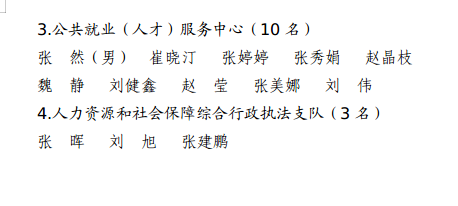 3.公共就业（人才）服务中心（10 名）
张　然（男）　崔晓汀　张婷婷　张秀娟　赵晶枝
魏　静　刘健鑫　赵　莹　张美娜　刘　伟
4.人力资源和社会保障综合行政执法支队（3 名）
张　晖　刘　旭　张建鹏